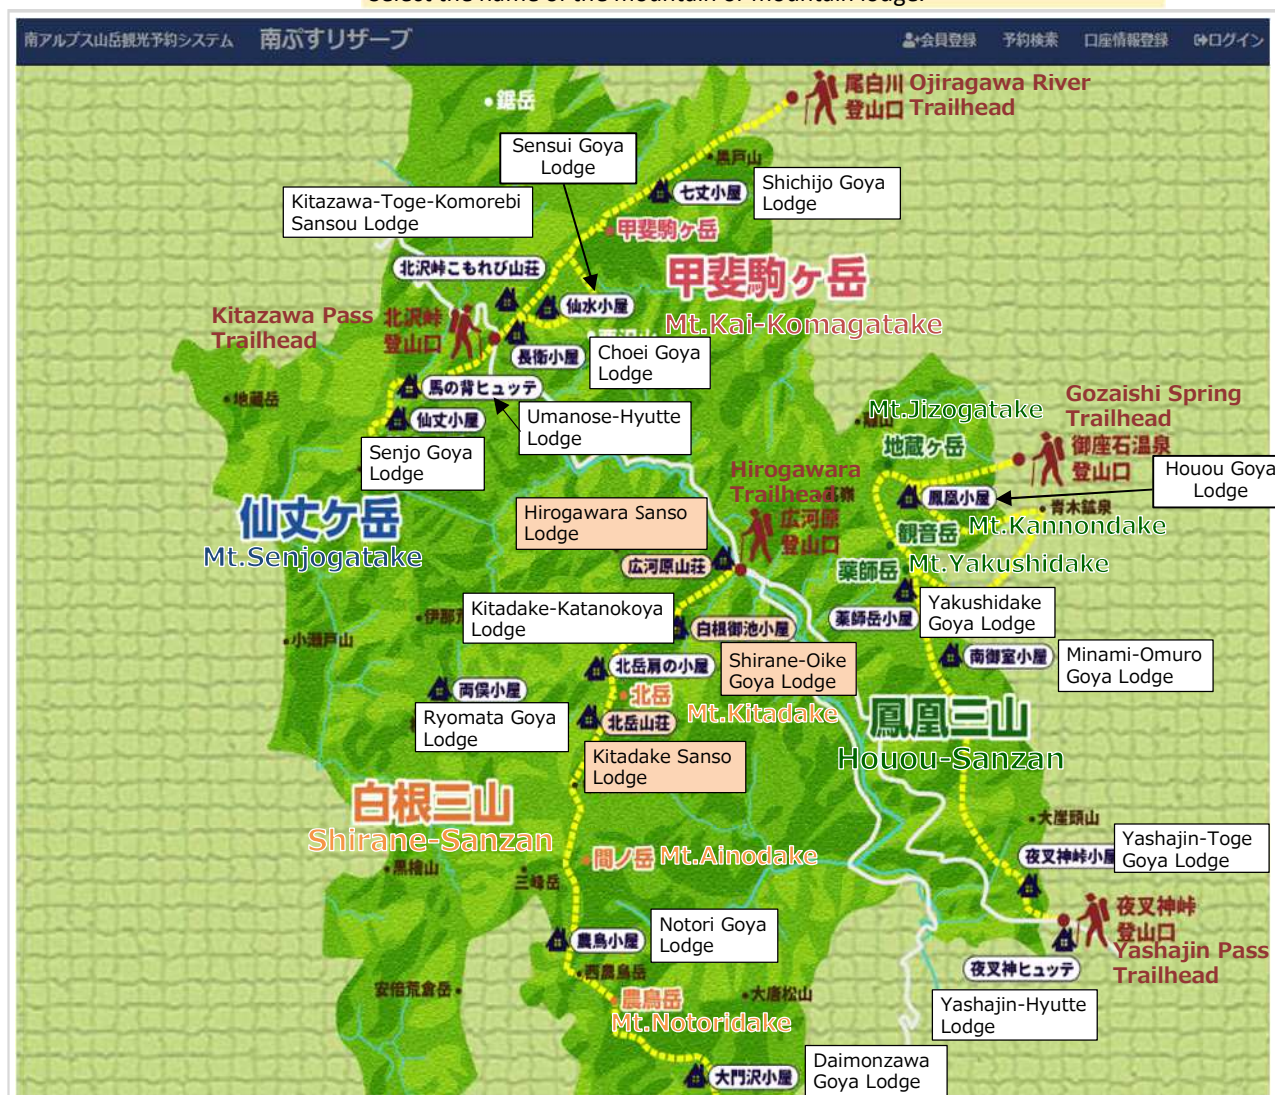 Select the name of the mountain or mountain lodge.
南アルプス山岳観光予約システム 南ぷすリザーブ
会員登録 予約検索 口座情報登録 ログイン
尾白川
登山口
Ojiragawa River
Trailhead
鋸岳
黒戸山
Sensui Goya
Lodge
七丈小屋
Shichijo Goya
Lodge
Kitazawa-Toge-Komorebi
Sansou Lodge
甲斐駒ヶ岳
北沢峠こもれび山荘
甲斐駒ヶ岳
Mt.Kai-Komagatake
仙水小屋
Kitazawa Pass
Trailhead
北沢峠
登山口
長衛小屋
Choei Goya
Lodge
馬の背ヒュッテ
地蔵岳
仙丈小屋
Umanose-Hyutte
Lodge
Senjo Goya
Lodge
Mt.Jizogatake
Gozaishi Spring
Trailhead
地蔵ヶ岳
御座石温泉
登山口
Houou Goya
Lodge
Hirogawara
Trailhead
鳳凰小屋
青木鉱泉
Mt.Kannondake
仙丈ケ岳
Mt.Senjogatake
Hirogawara Sanso
Lodge
広河原
登山口
観音岳
Mt.Yakushidake
広河原山荘
薬師岳
Kitadake-Katanokoya
Lodge
薬師岳小屋
Yakushidake
Goya Lodge
伊那
小瀬戸山
白根御池小屋
南御室小屋
Minami-Omuro
Goya Lodge
北岳肩の小屋
Shirane-Oike
Goya Lodge
両俣小屋
北岳
Mt.Kitadake
Ryomata Goya
Lodge
北岳山荘
鳳凰三山
Houou-Sanzan
Kitadake Sanso
Lodge
白根三山
Shirane-Sanzan
大崖頭山
間ノ岳
Mt.Ainodake
夜叉神峠小屋
Yashajin-Toge
Goya Lodge
黒檜山
三峰岳
夜叉神峠
登山口
Yashajin Pass
Trailhead
Notori Goya
Lodge
農鳥小屋
夜叉神ヒュッテ
西農鳥岳
安倍荒倉岳
農鳥岳
Mt.Notoridake
大唐松山
Yashajin-Hyutte
Lodge
大門沢小屋
Daimonzawa
Goya Lodge